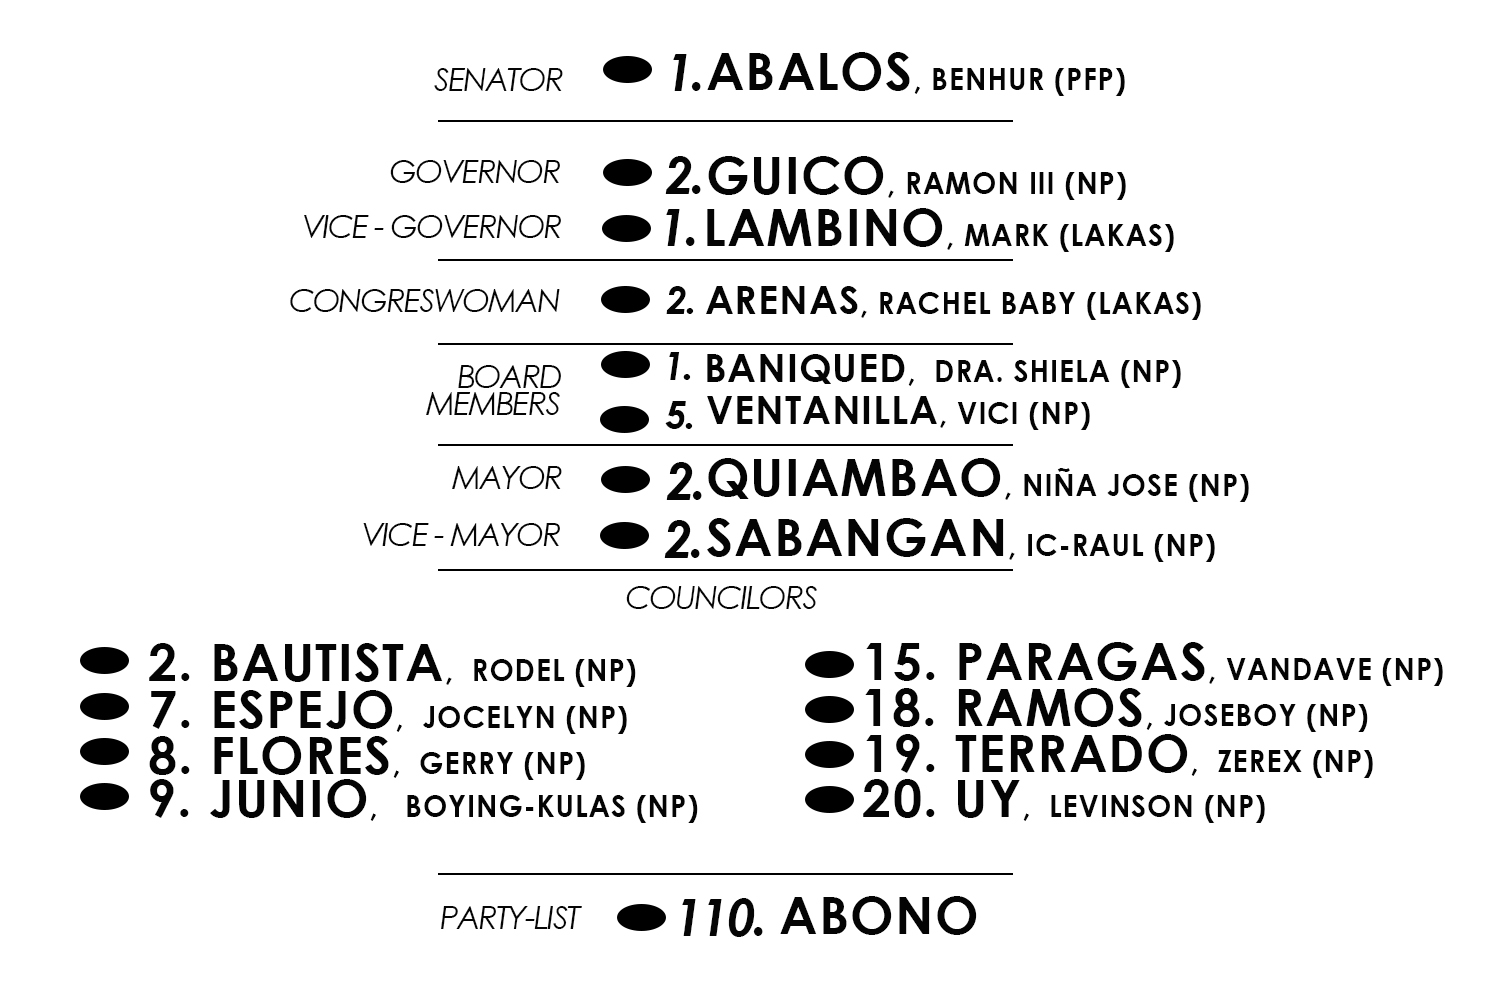 SENATOR 1. ABALOS, BENHUR (PFP)
GOVERNOR 2. GUICO, RAMON III (NP)
VICE - GOVERNOR 1. LAMBINO, MARK (LAKAS)
CONGRESWOMAN 2. ARENAS, RACHEL BABY (LAKAS)
BOARD
MEMBERS
1. BANIQUED, DRA. SHIELA (NP)
5. VENTANILLA, VICI (NP)
MAYOR 2. QUIAMBAO, NIÑA JOSE (NP)
VICE - MAYOR 2. SABANGAN, IC-RAUL (NP)
COUNCILORS
2. BAUTISTA, RODEL (NP)
7. ESPEJO, JOCELYN (NP)
8. FLORES, GERRY (NP)
9. JUNIO, BOYING-KULAS (NP)
15. PARAGAS, VANDAVE (NP)
18. RAMOS, JOSEBOY (NP)
19. TERRADO, ZEREX (NP)
20. UY, LEVINSON (NP)
PARTY-LIST 110. ABONO